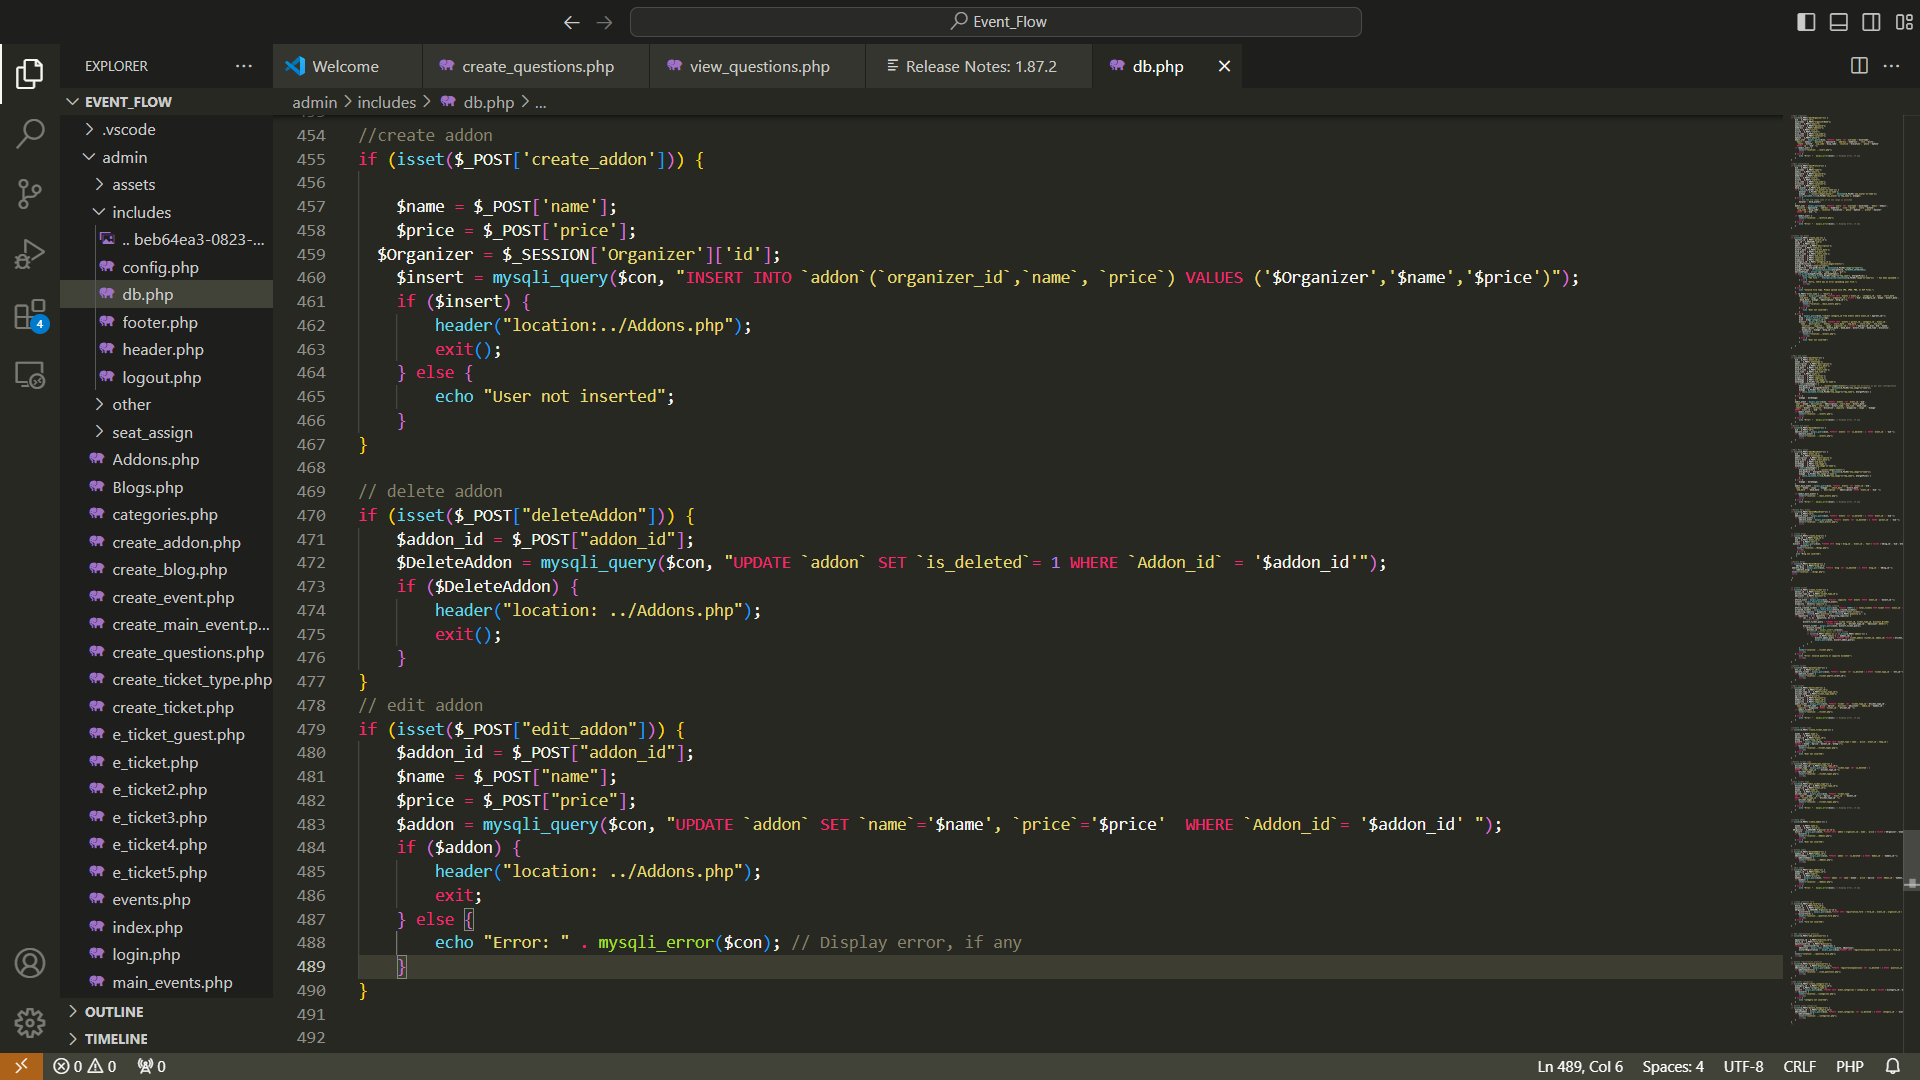 Event_Flow
EXPLORER
Welcome
create_questions.php
view_questions.php
Release Notes: 1.87.2
db.php
admin > includes > db.php > ...
EVENT_FLOW
.vscode
admin
assets
includes
.. beb64ea3-0823-...
config.php
db.php
footer.php
header.php
logout.php
other
seat_assign
Addons.php
Blogs.php
categories.php
create_addon.php
create_blog.php
create_event.php
create_main_event.p...
create_questions.php
create_ticket_type.php
create_ticket.php
e_ticket_guest.php
e_ticket.php
e_ticket2.php
e_ticket3.php
e_ticket4.php
e_ticket5.php
events.php
index.php
login.php
main_events.php
OUTLINE
TIMELINE
4
454 //create addon
455 if (isset($_POST['create_addon'])) {
456
457     $name = $_POST['name'];
458     $price = $_POST['price'];
459   $Organizer = $_SESSION['Organizer']['id'];
460     $insert = mysqli_query($con, "INSERT INTO `addon`(`organizer_id`,`name`, `price`) VALUES ('$Organizer','$name','$price')");
461     if ($insert) {
462         header("location:../Addons.php");
463         exit();
464     } else {
465         echo "User not inserted";
466     }
467 }
468
469 // delete addon
470 if (isset($_POST["deleteAddon"])) {
471     $addon_id = $_POST["addon_id"];
472     $DeleteAddon = mysqli_query($con, "UPDATE `addon` SET `is_deleted`= 1 WHERE `Addon_id` = '$addon_id'");
473     if ($DeleteAddon) {
474         header("location: ../Addons.php");
475         exit();
476     }
477 }
478 // edit addon
479 if (isset($_POST["edit_addon"])) {
480     $addon_id = $_POST["addon_id"];
481     $name = $_POST["name"];
482     $price = $_POST["price"];
483     $addon = mysqli_query($con, "UPDATE `addon` SET `name`='$name', `price`='$price'  WHERE `Addon_id`= '$addon_id' ");
484     if ($addon) {
485         header("location: ../Addons.php");
486         exit;
487     } else {
488         echo "Error: " . mysqli_error($con); // Display error, if any
489     }
490 }
491
492
0 0 0
Ln 489, Col 6
Spaces: 4
UTF-8
CRLF
PHP